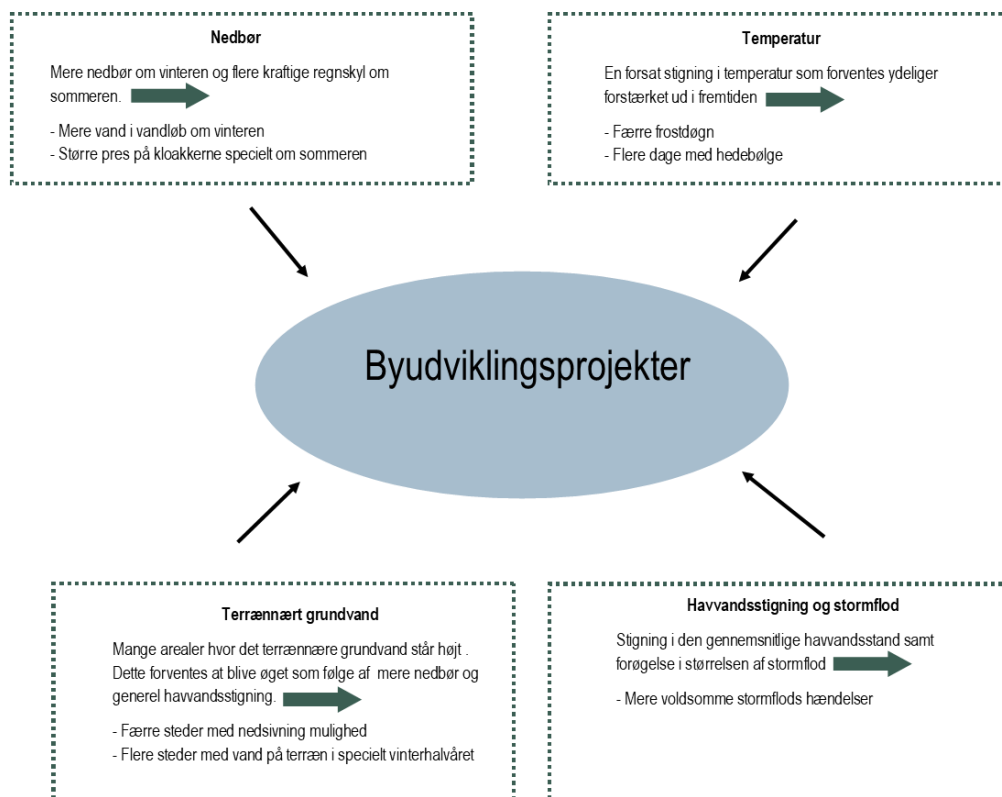 Nedbør
Mere nedbør om vinteren og flere kraftige regnskyl om
sommeren.
- Mere vand i vandløb om vinteren
- Større pres på kloakkerne specielt om sommeren
Temperatur
En forsat stigning i temperatur som forventes ydeliger
forstærket ud i fremtiden
- Færre frostdøgn
- Flere dage med hedebølge
Byudviklingsprojekter
Terrænnært grundvand
Mange arealer hvor det terrænnære grundvand står højt .
Dette forventes at blive øget som følge af mere nedbør og
generel havvandsstigning.
- Færre steder med nedsivning mulighed
- Flere steder med vand på terræn i specielt vinterhalvåret
Havvandsstigning og stormflod
Stigning i den gennemsnitlige havvandsstand samt
forøgelse i størrelsen af stormflod
- Mere voldsomme stormflods hændelser